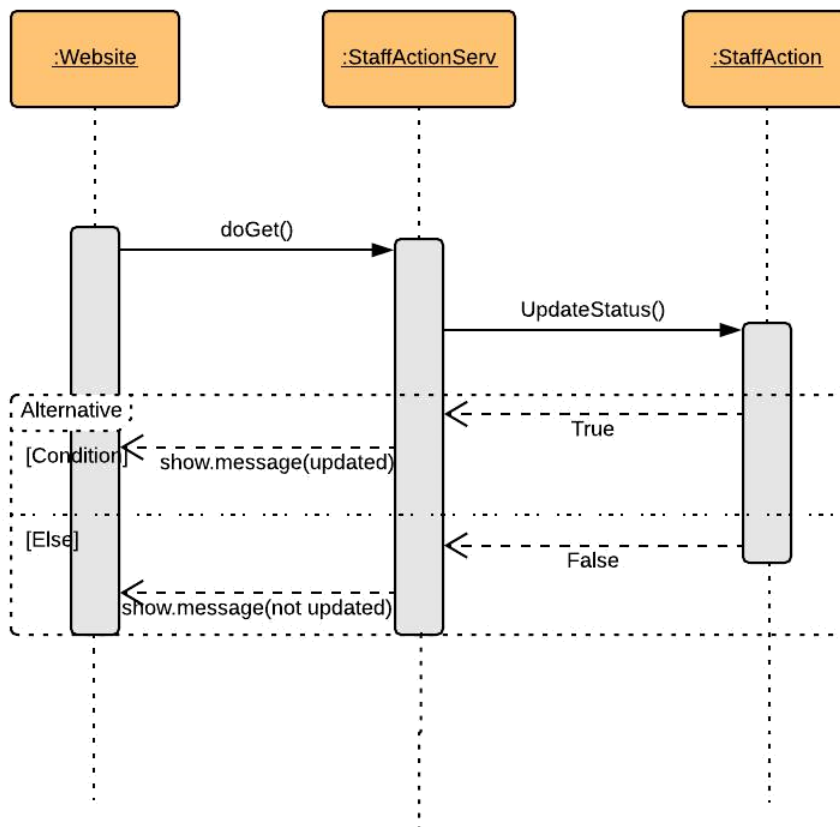 :Website
:StaffActionServ
:StaffAction
doGet()
UpdateStatus()
Alternative
True
[Condition]
show.message(updated)
[Else]
False
show.message(not updated)